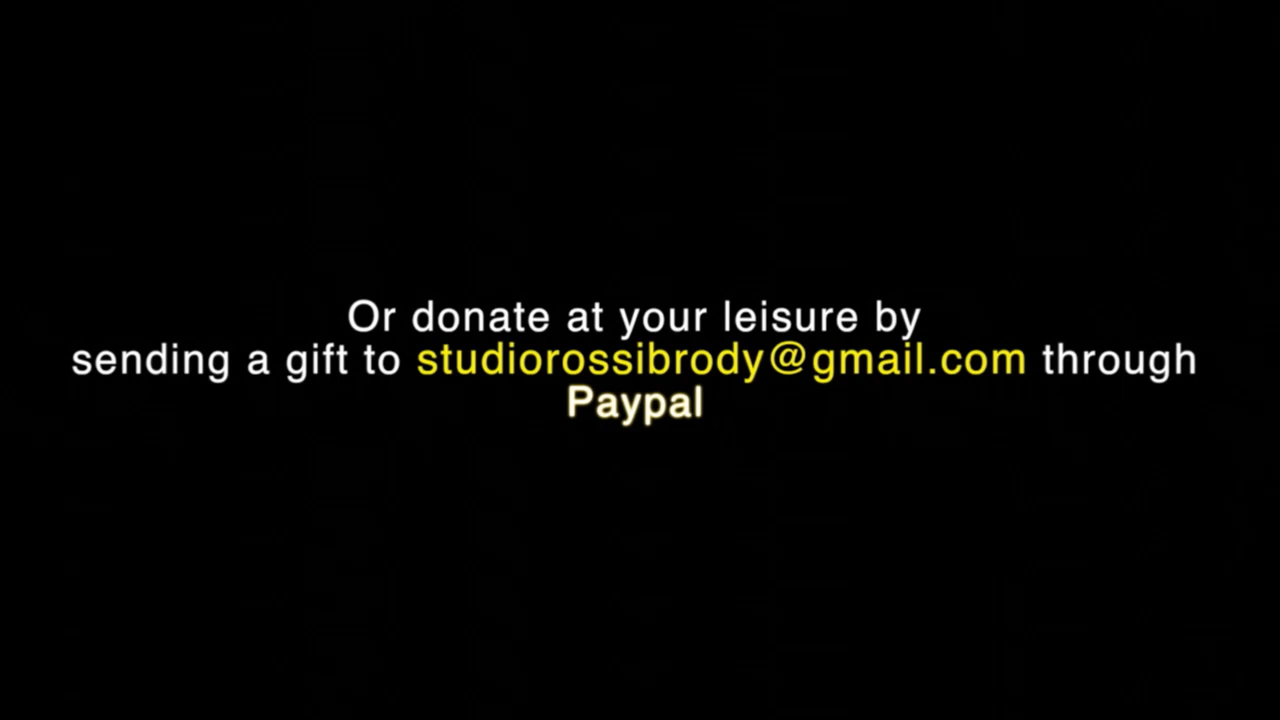 Or donate at your leisure by
sending a gift to studiorossibrody@gmail.com through
Paypal